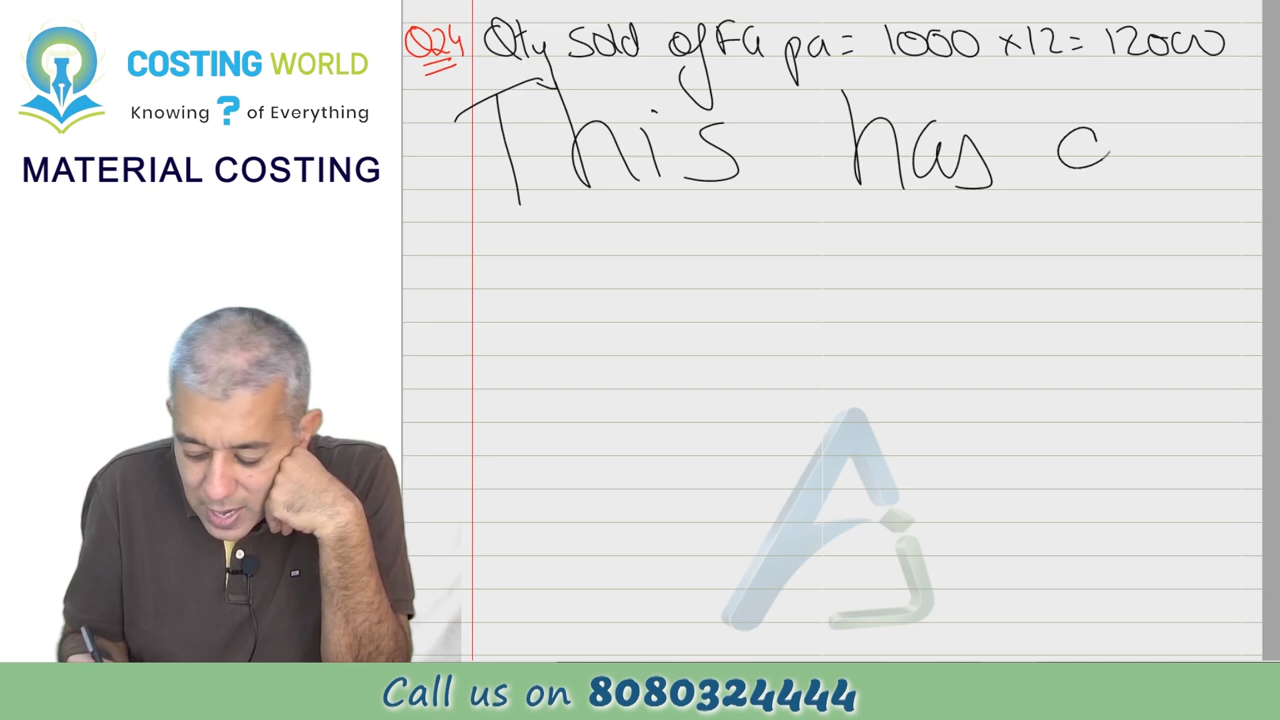 COSTING WORLD
Knowing ? of Everything
MATERIAL COSTING
Q24 Qty sold of FG pa = 1000 x 12 = 12000
This has c
Call us on 8080324444